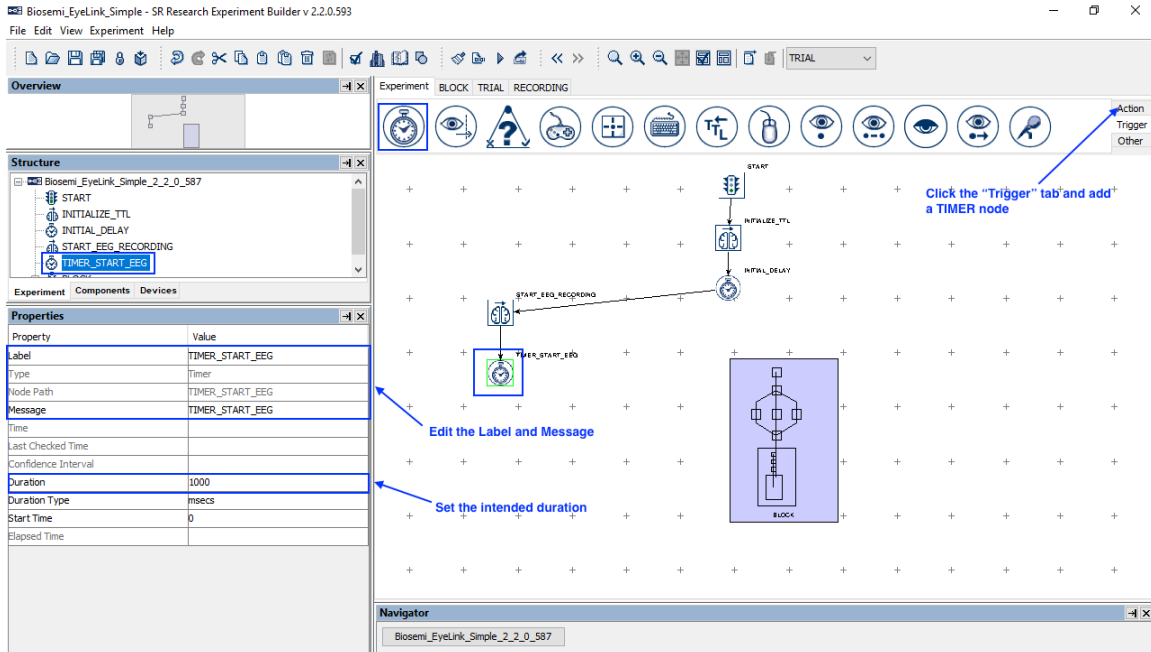 Biosemi_EyeLink_Simple - SR Research Experiment Builder v 2.2.0.593
File Edit View Experiment Help
TRIAL
Overview
Structure
Biosemi_EyeLink_Simple_2_2_0_587
START
INITIALIZE_TTL
INITIAL_DELAY
START_EEG_RECORDING
TIMER_START_EEG
Experiment Components Devices
Properties
Property Value
Label TIMER_START_EEG
Type Timer
Node Path TIMER_START_EEG
Message TIMER_START_EEG
Time
Last Checked Time
Confidence Interval
Duration 1000
Duration Type msecs
Start Time 0
Elapsed Time
Experiment BLOCK TRIAL RECORDING
TTL
Action
Trigger
Other
START
Click the “Trigger” tab and add
a TIMER node
INITIALIZE_TTL
INITIAL_DELAY
START_EEG_RECORDING
TIMER_START_EEG
Edit the Label and Message
Set the intended duration
BLOCK
Navigator
Biosemi_EyeLink_Simple_2_2_0_587